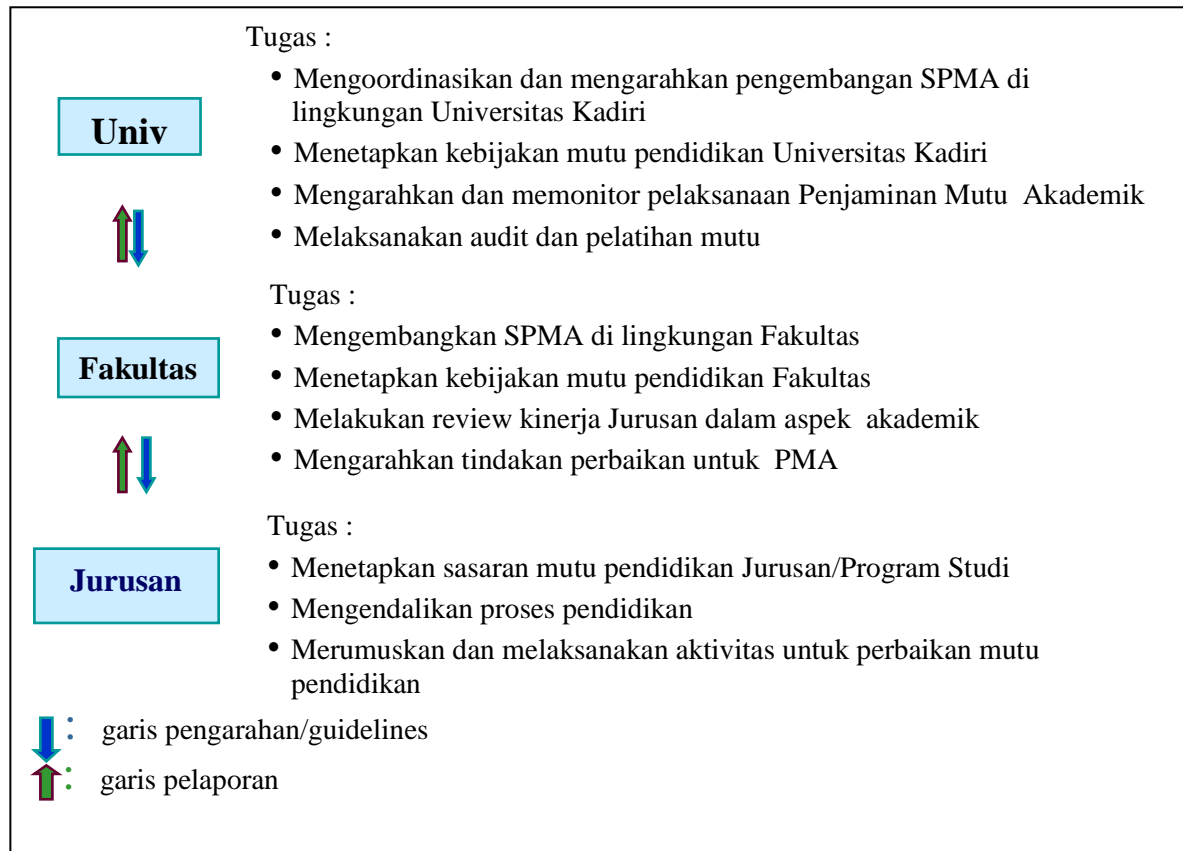 Tugas :
• Mengoordinasikan dan mengarahkan pengembangan SPMA di
lingkungan Universitas Kadiri
Univ
• Menetapkan kebijakan mutu pendidikan Universitas Kadiri
• Mengarahkan dan memonitor pelaksanaan Penjaminan Mutu Akademik
• Melaksanakan audit dan pelatihan mutu
Tugas :
• Mengembangkan SPMA di lingkungan Fakultas
Fakultas
• Menetapkan kebijakan mutu pendidikan Fakultas
• Melakukan review kinerja Jurusan dalam aspek akademik
• Mengarahkan tindakan perbaikan untuk PMA
Tugas :
• Menetapkan sasaran mutu pendidikan Jurusan/Program Studi
Jurusan
• Mengendalikan proses pendidikan
• Merumuskan dan melaksanakan aktivitas untuk perbaikan mutu
pendidikan
: garis pengarahan/guidelines
: garis pelaporan